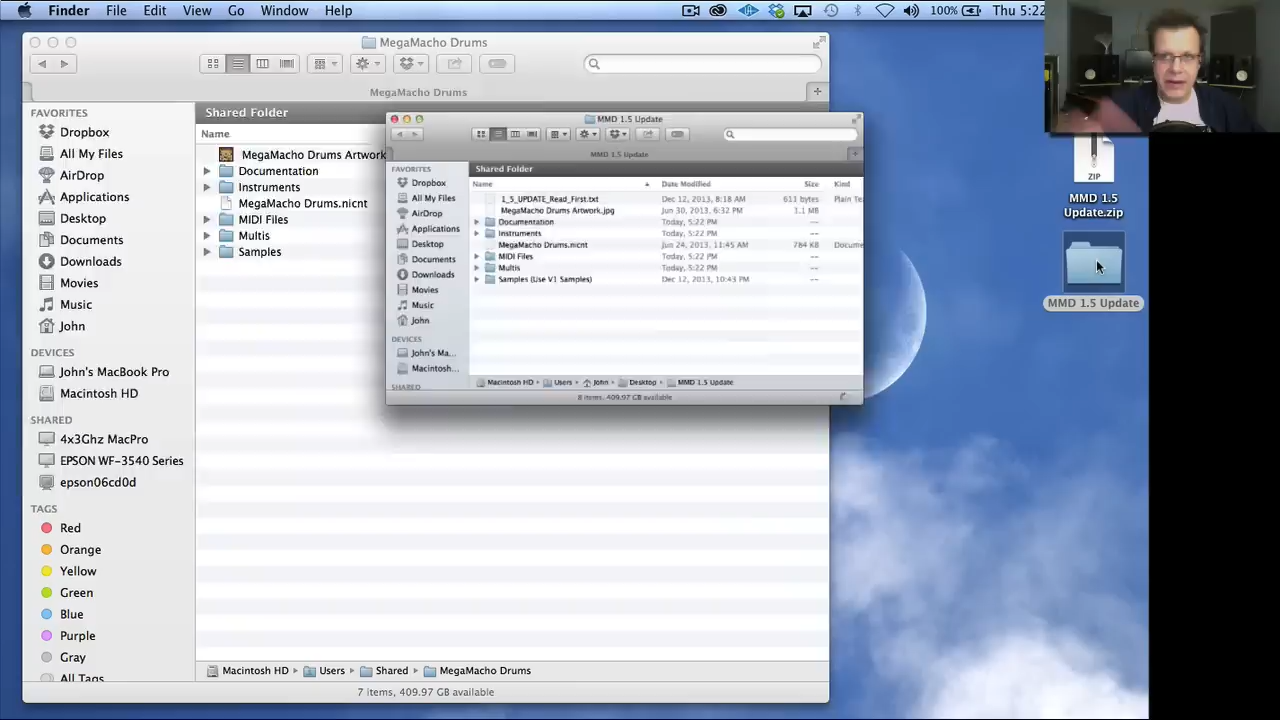 Finder File Edit View Go Window Help 100% Thu 5:22
MegaMacho Drums
MegaMacho Drums
FAVORITES
Dropbox
All My Files
AirDrop
Applications
Desktop
Documents
Downloads
Movies
Music
John
DEVICES
John's MacBook Pro
Macintosh HD
SHARED
4x3Ghz MacPro
EPSON WF-3540 Series
epson06cd0d
TAGS
Red
Orange
Yellow
Green
Blue
Purple
Gray
All Tags
Shared Folder
Name
MegaMacho Drums Artwork
Documentation
Instruments
MegaMacho Drums.nicnt
MIDI Files
Multis
Samples
Macintosh HD Users Shared MegaMacho Drums
7 items, 409.97 GB available
MMD 1.5 Update
MMD 1.5 Update
FAVORITES
Dropbox
All My Files
AirDrop
Applications
Desktop
Documents
Downloads
Movies
Music
John
DEVICES
John's Ma...
Macintosh...
SHARED
Shared Folder
Name Date Modified Size Kind
1_5_UPDATE_Read_First.txt Dec 12, 2013, 8:18 AM 613 bytes Plain Te
MegaMacho Drums Artwork.jpg Jun 30, 2013, 6:32 PM 1.1 MB
Documentation Today, 5:22 PM --
Instruments Today, 5:22 PM --
MegaMacho Drums.nicnt Jun 24, 2013, 11:45 AM 784 KB Docume
MIDI Files Today, 5:22 PM --
Multis Today, 5:22 PM --
Samples (Use V1 Samples) Dec 12, 2013, 10:43 PM --
Macintosh HD Users John Desktop MMD 1.5 Update
8 items, 409.97 GB available
ZIP
MMD 1.5
Update.zip
MMD 1.5 Update